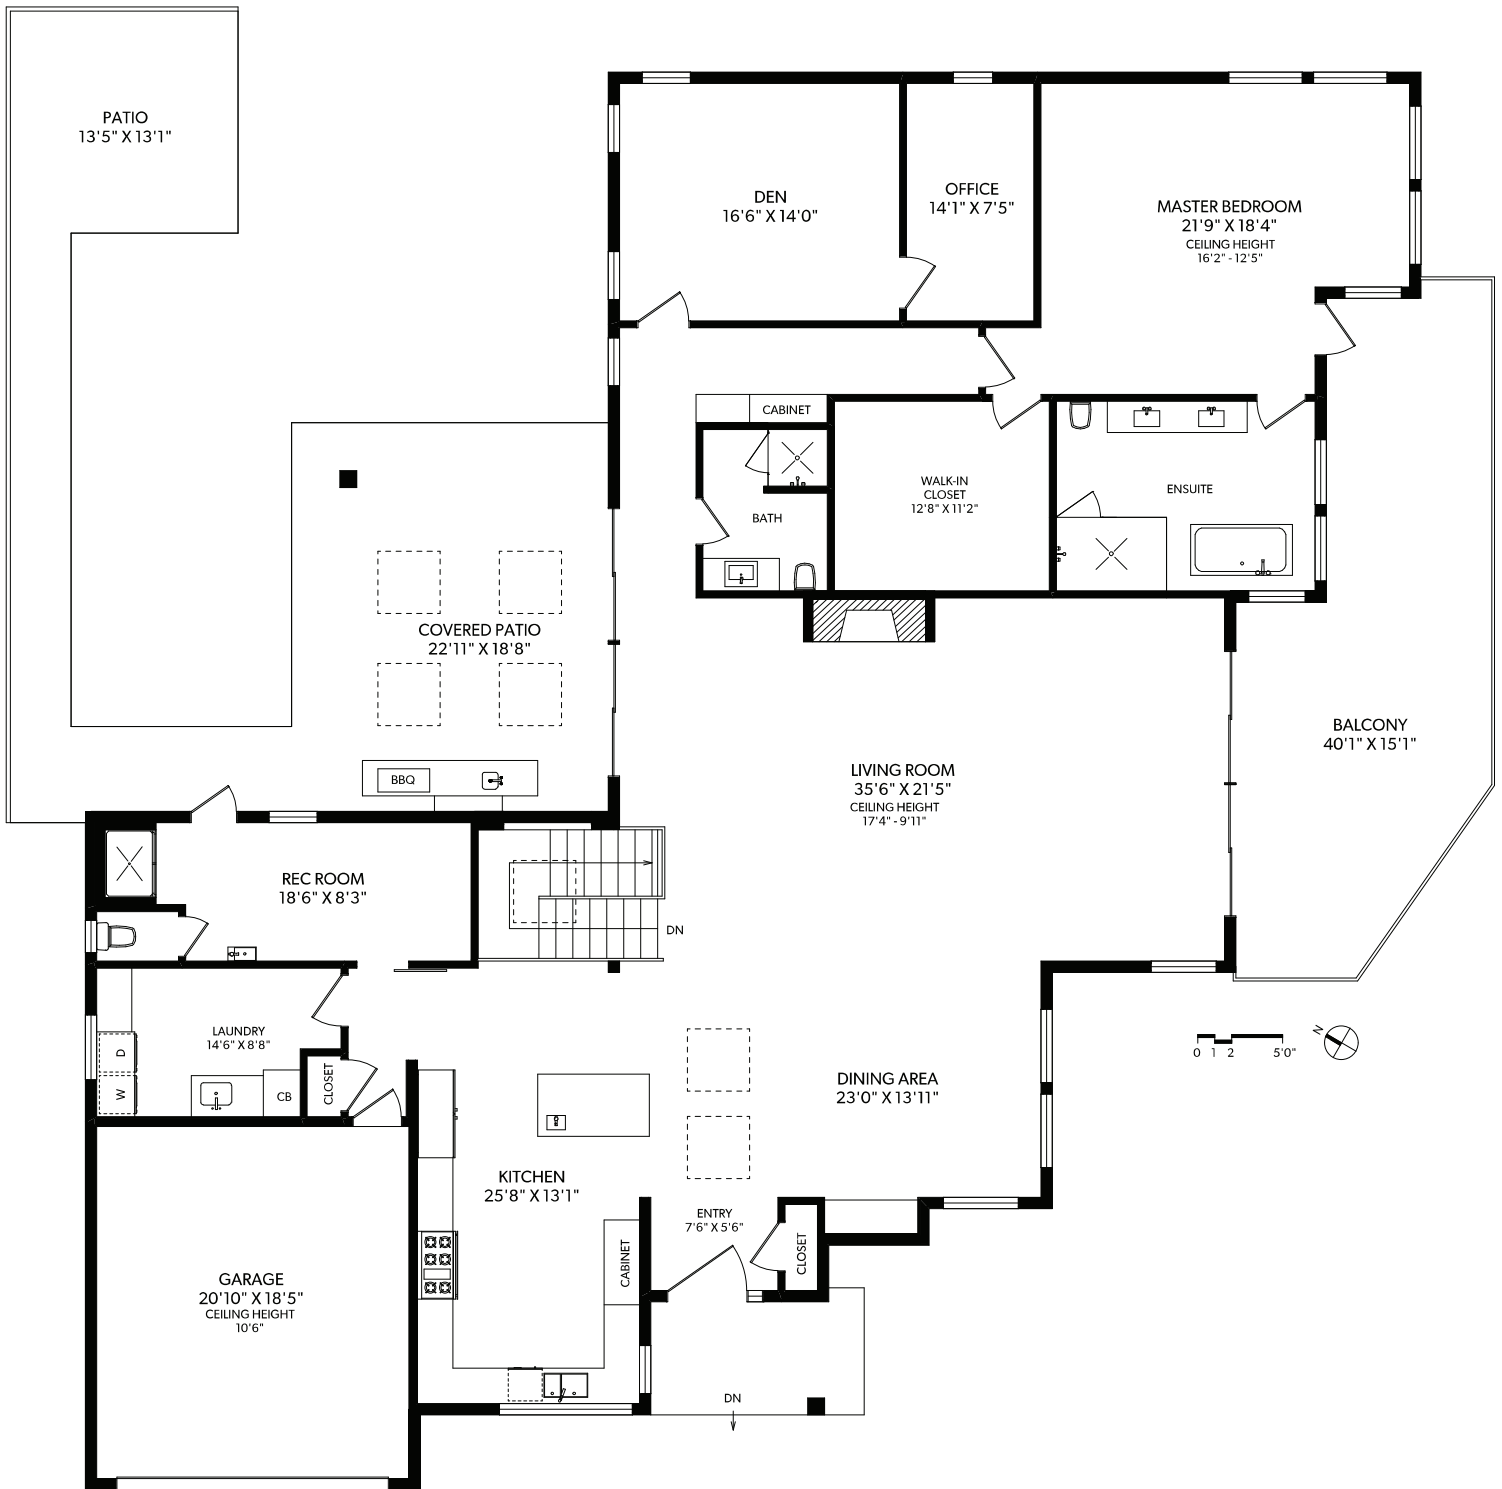 PATIO
13'5" X 13'1"
DEN
16'6" X 14'0"
OFFICE
14'1" X 7'5"
MASTER BEDROOM
21'9" X 18'4"
CEILING HEIGHT
16'2" - 12'5"
CABINET
BATH
WALK-IN
CLOSET
12'8" X 11'2"
ENSUITE
COVERED PATIO
22'11" X 18'8"
BBQ
LIVING ROOM
35'6" X 21'5"
CEILING HEIGHT
17'4" - 9'11"
BALCONY
40'1" X 15'1"
REC ROOM
18'6" X 8'3"
DN
LAUNDRY
14'6" X 8'8"
D
W
CB
CLOSET
DINING AREA
23'0" X 13'11"
N
0 1 2 5'0"
KITCHEN
25'8" X 13'1"
ENTRY
7'6" X 5'6"
CABINET
CLOSET
GARAGE
20'10" X 18'5"
CEILING HEIGHT
10'6"
DN